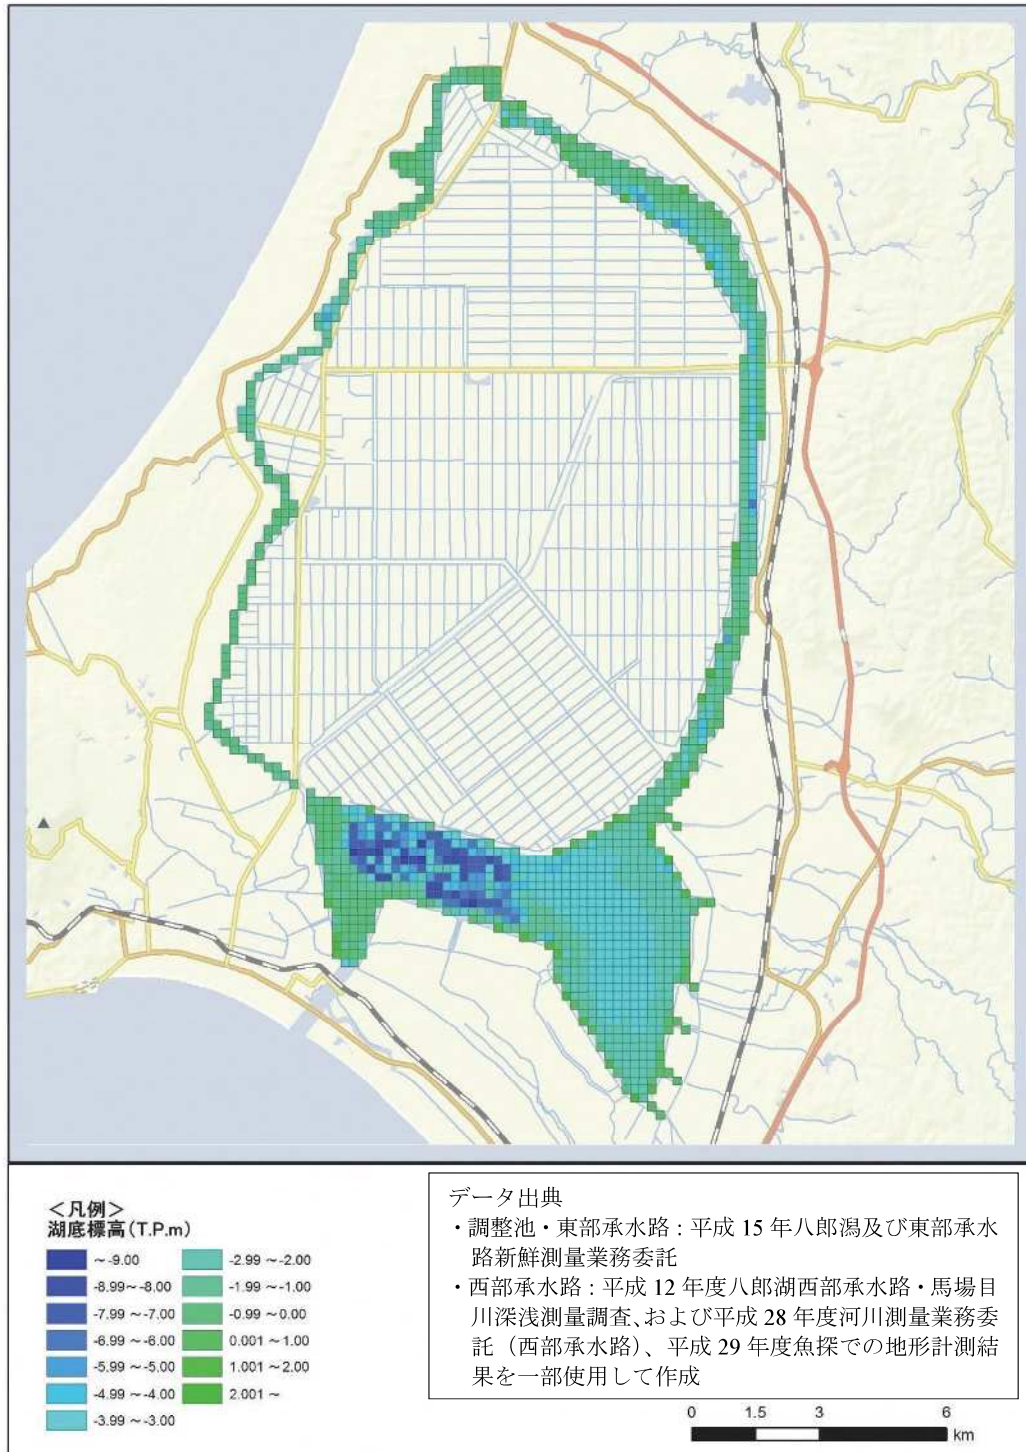 <凡例>
湖底標高(T.P.m)
~-9.00
-8.99~-8.00
-7.99~-7.00
-6.99~-6.00
-5.99~-5.00
-4.99~-4.00
-3.99~-3.00
-2.99~-2.00
-1.99~-1.00
-0.99~0.00
0.001~1.00
1.001~2.00
2.001~
データ出典
・調整池・東部承水路：平成 15 年八郎潟及び東部承水
路新鮮測量業務委託
・西部承水路：平成 12 年度八郎湖西部承水路・馬場目
川深浅測量調査、および平成 28 年度河川測量業務委
託（西部承水路）、平成 29 年度魚探での地形計測結
果を一部使用して作成
0 1.5 3 6
km